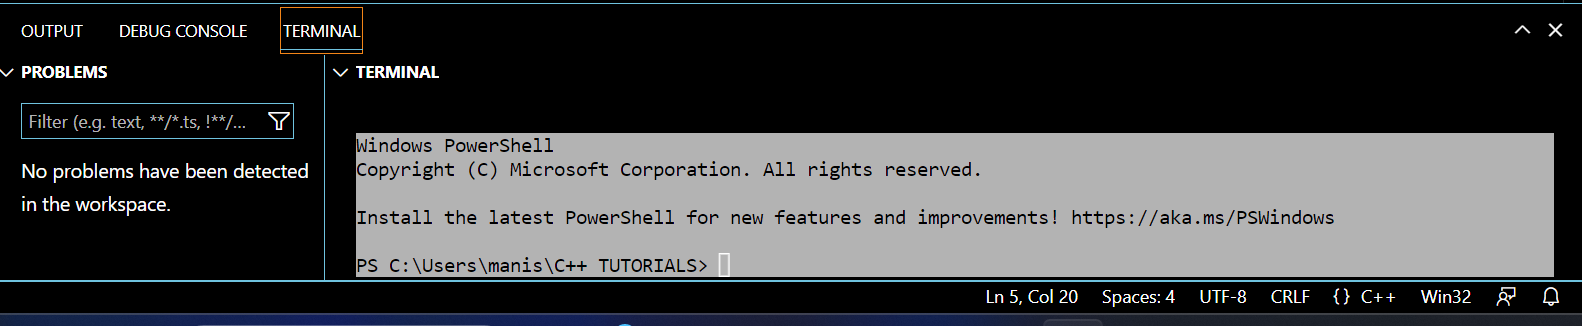 OUTPUT DEBUG CONSOLE TERMINAL
PROBLEMS
Filter (e.g. text, **/*.ts, !**/...
No problems have been detected
in the workspace.
TERMINAL
Windows PowerShell
Copyright (C) Microsoft Corporation. All rights reserved.
Install the latest PowerShell for new features and improvements! https://aka.ms/PSWindows
PS C:\Users\manis\C++ TUTORIALS>
Ln 5, Col 20 Spaces: 4 UTF-8 CRLF {} C++ Win32